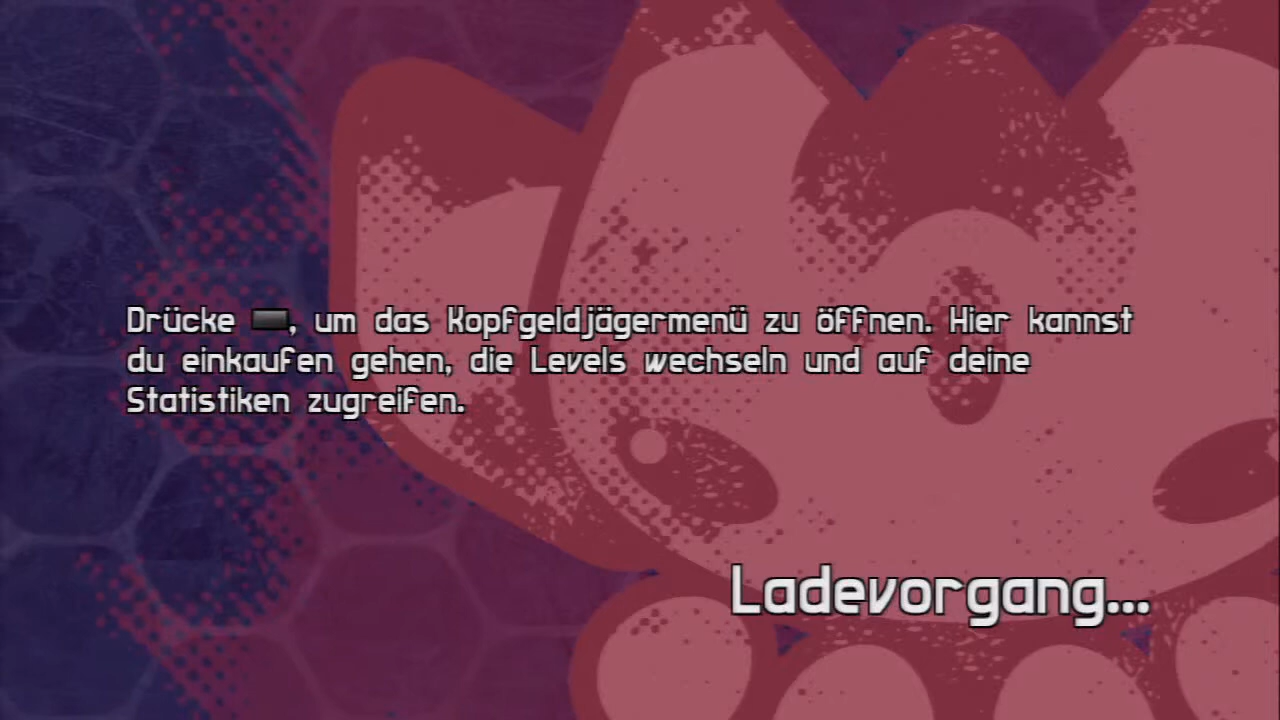 Drücke , um das Kopfgeldjägermenü zu öffnen. Hier kannst
du einkaufen gehen, die Levels wechseln und auf deine
Statistiken zugreifen.
Ladevorgang...